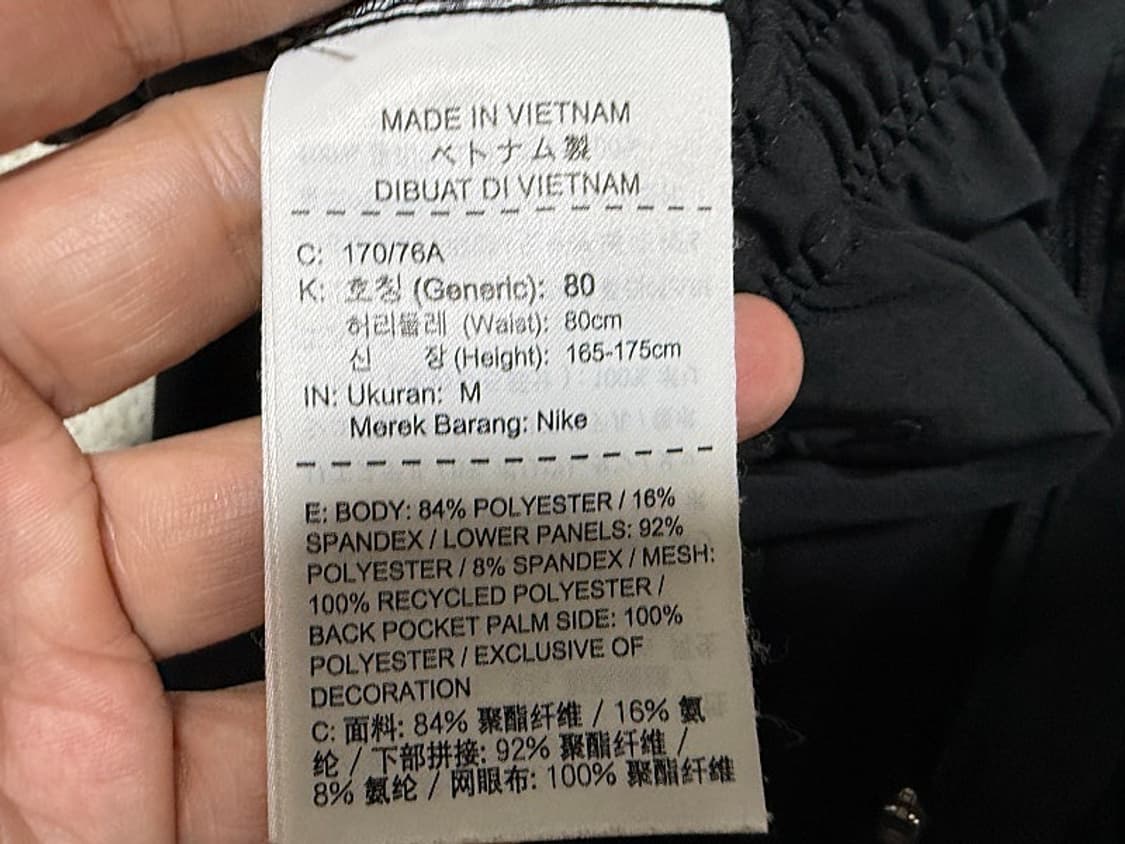 MADE IN VIETNAM
ベトナム製
DIBUAT DI VIETNAM
C: 170/76A
K: 호칭 (Generic): 80
허리둘레 (Waist): 80cm
신 장 (Height): 165-175cm
IN: Ukuran: M
Merek Barang: Nike
E: BODY: 84% POLYESTER / 16%
SPANDEX / LOWER PANELS: 92%
POLYESTER / 8% SPANDEX / MESH:
100% RECYCLED POLYESTER /
BACK POCKET PALM SIDE: 100%
POLYESTER / EXCLUSIVE OF
DECORATION
C: 面料: 84% 聚酯纤维 / 16% 氨
纶 / 下部拼接: 92% 聚酯纤维 /
8% 氨纶 / 网眼布: 100% 聚酯纤维